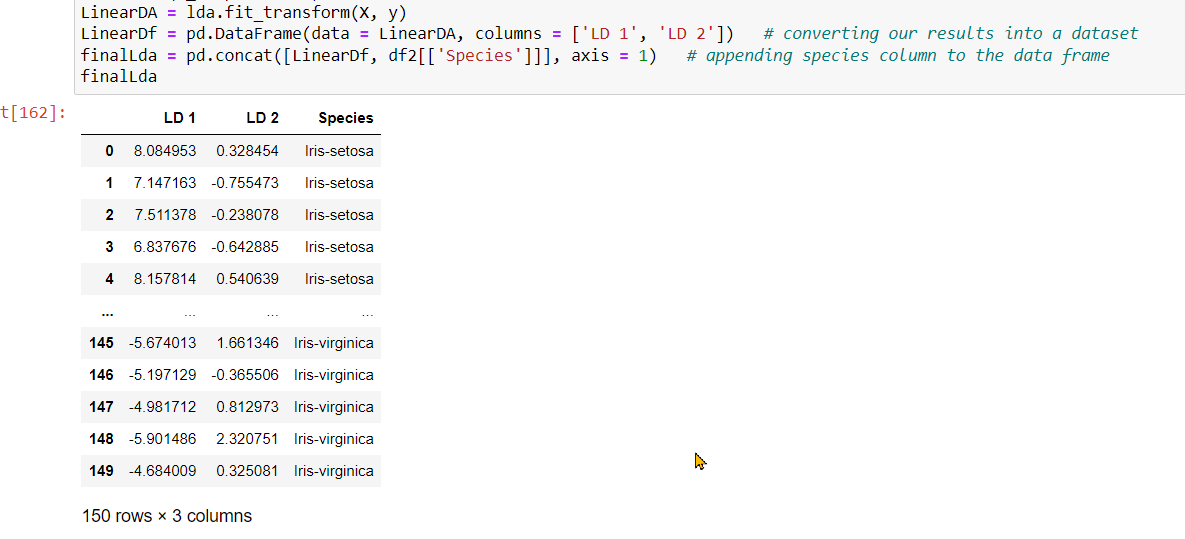 LinearDA = lda.fit_transform(X, y)
LinearDf = pd.DataFrame(data = LinearDA, columns = ['LD 1', 'LD 2'])   # converting our results into a dataset
finalLda = pd.concat([LinearDf, df2[['Species']]], axis = 1)   # appending species column to the data frame
finalLda
t[162]:
LD 1 LD 2 Species
0 8.084953 0.328454 Iris-setosa
1 7.147163 -0.755473 Iris-setosa
2 7.511378 -0.238078 Iris-setosa
3 6.837676 -0.642885 Iris-setosa
4 8.157814 0.540639 Iris-setosa
... ... ... ...
145 -5.674013 1.661346 Iris-virginica
146 -5.197129 -0.365506 Iris-virginica
147 -4.981712 0.812973 Iris-virginica
148 -5.901486 2.320751 Iris-virginica
149 -4.684009 0.325081 Iris-virginica
150 rows × 3 columns